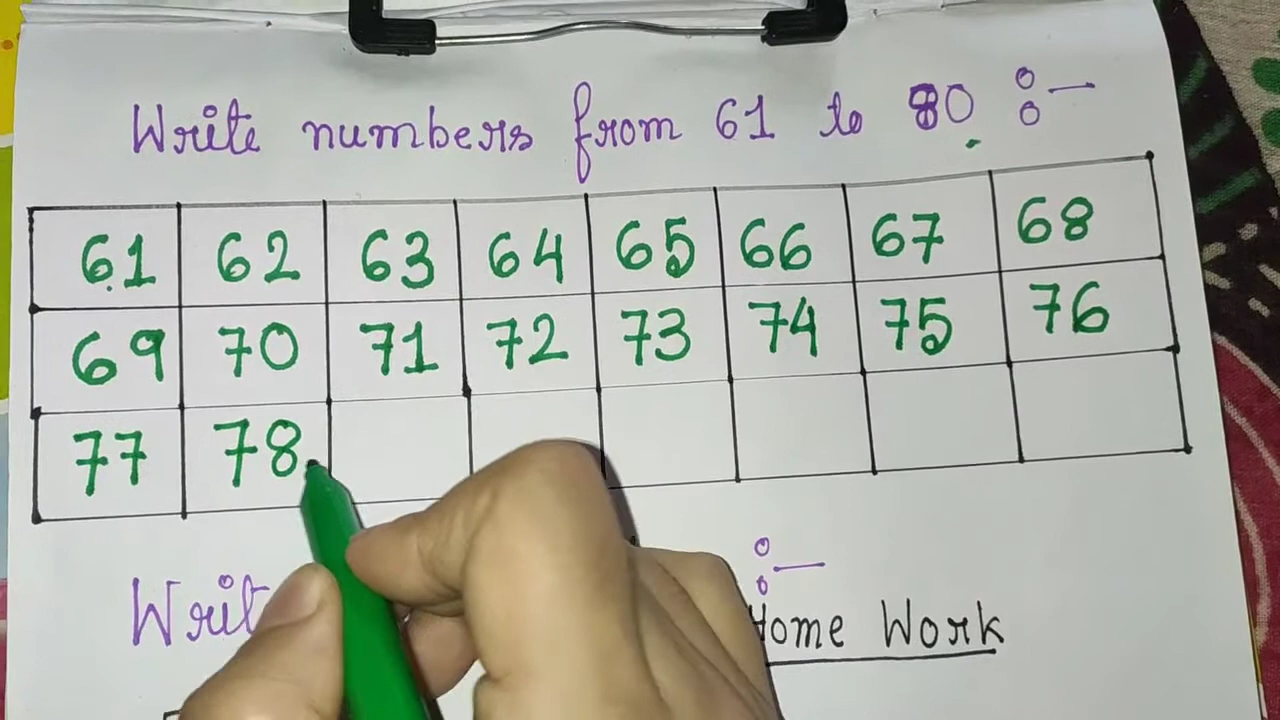 Write numbers from 61 to 80 :-
61 62 63 64 65 66 67 68
69 70 71 72 73 74 75 76
77 78
:-
Home Work